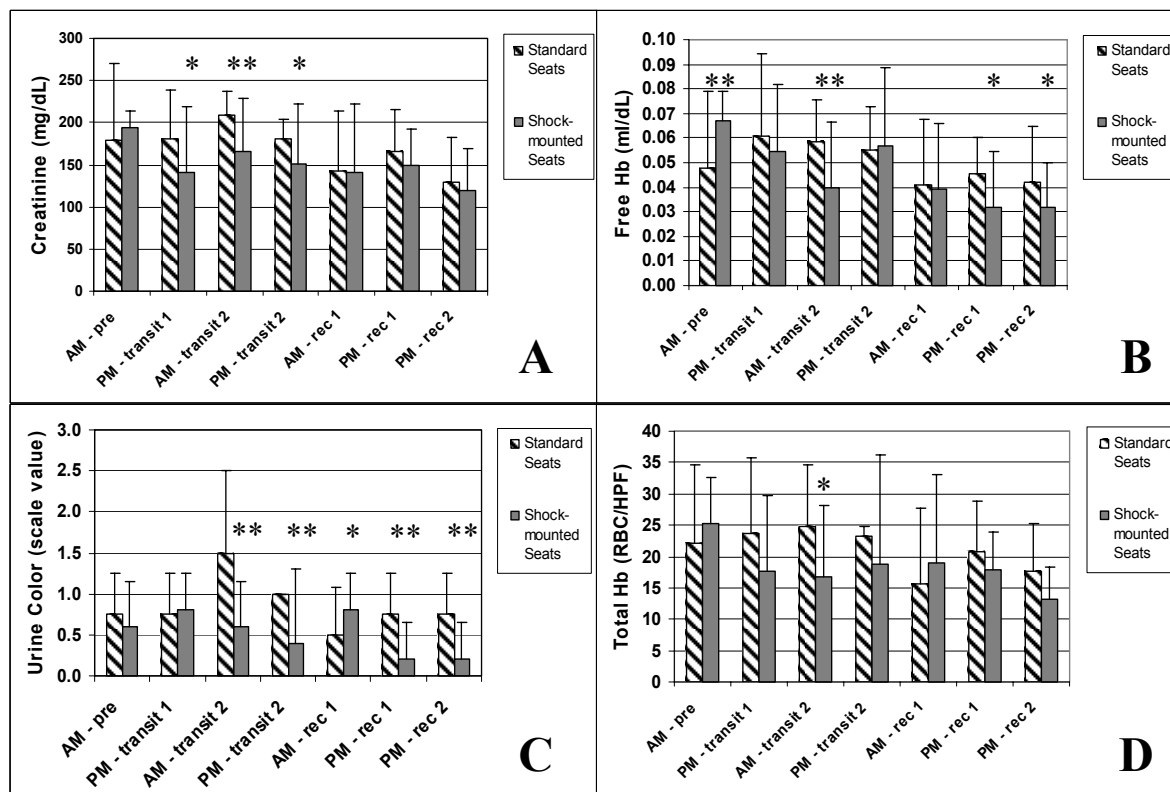 300
250
200
150
100
50
0
Creatinine (mg/dL)
* ** *
AM - pre
PM - transit 1
AM - transit 2
PM - transit 2
AM - rec 1
PM - rec 1
PM - rec 2
Standard
Seats
Shock-
mounted
Seats
A
0.10
0.09
0.08
0.07
0.06
0.05
0.04
0.03
0.02
0.01
0.00
Free Hb (ml/dL)
** ** * *
AM - pre
PM - transit 1
AM - transit 2
PM - transit 2
AM - rec 1
PM - rec 1
PM - rec 2
Standard
Seats
Shock-
mounted
Seats
B
3.0
2.5
2.0
1.5
1.0
0.5
0.0
Urine Color (scale value)
** ** * ** **
AM - pre
PM - transit 1
AM - transit 2
PM - transit 2
AM - rec 1
PM - rec 1
PM - rec 2
Standard
Seats
Shock-
mounted
Seats
C
40
35
30
25
20
15
10
5
0
Total Hb (RBC/HPF)
*
AM - pre
PM - transit 1
AM - transit 2
PM - transit 2
AM - rec 1
PM - rec 1
PM - rec 2
Standard
Seats
Shock-
mounted
Seats
D